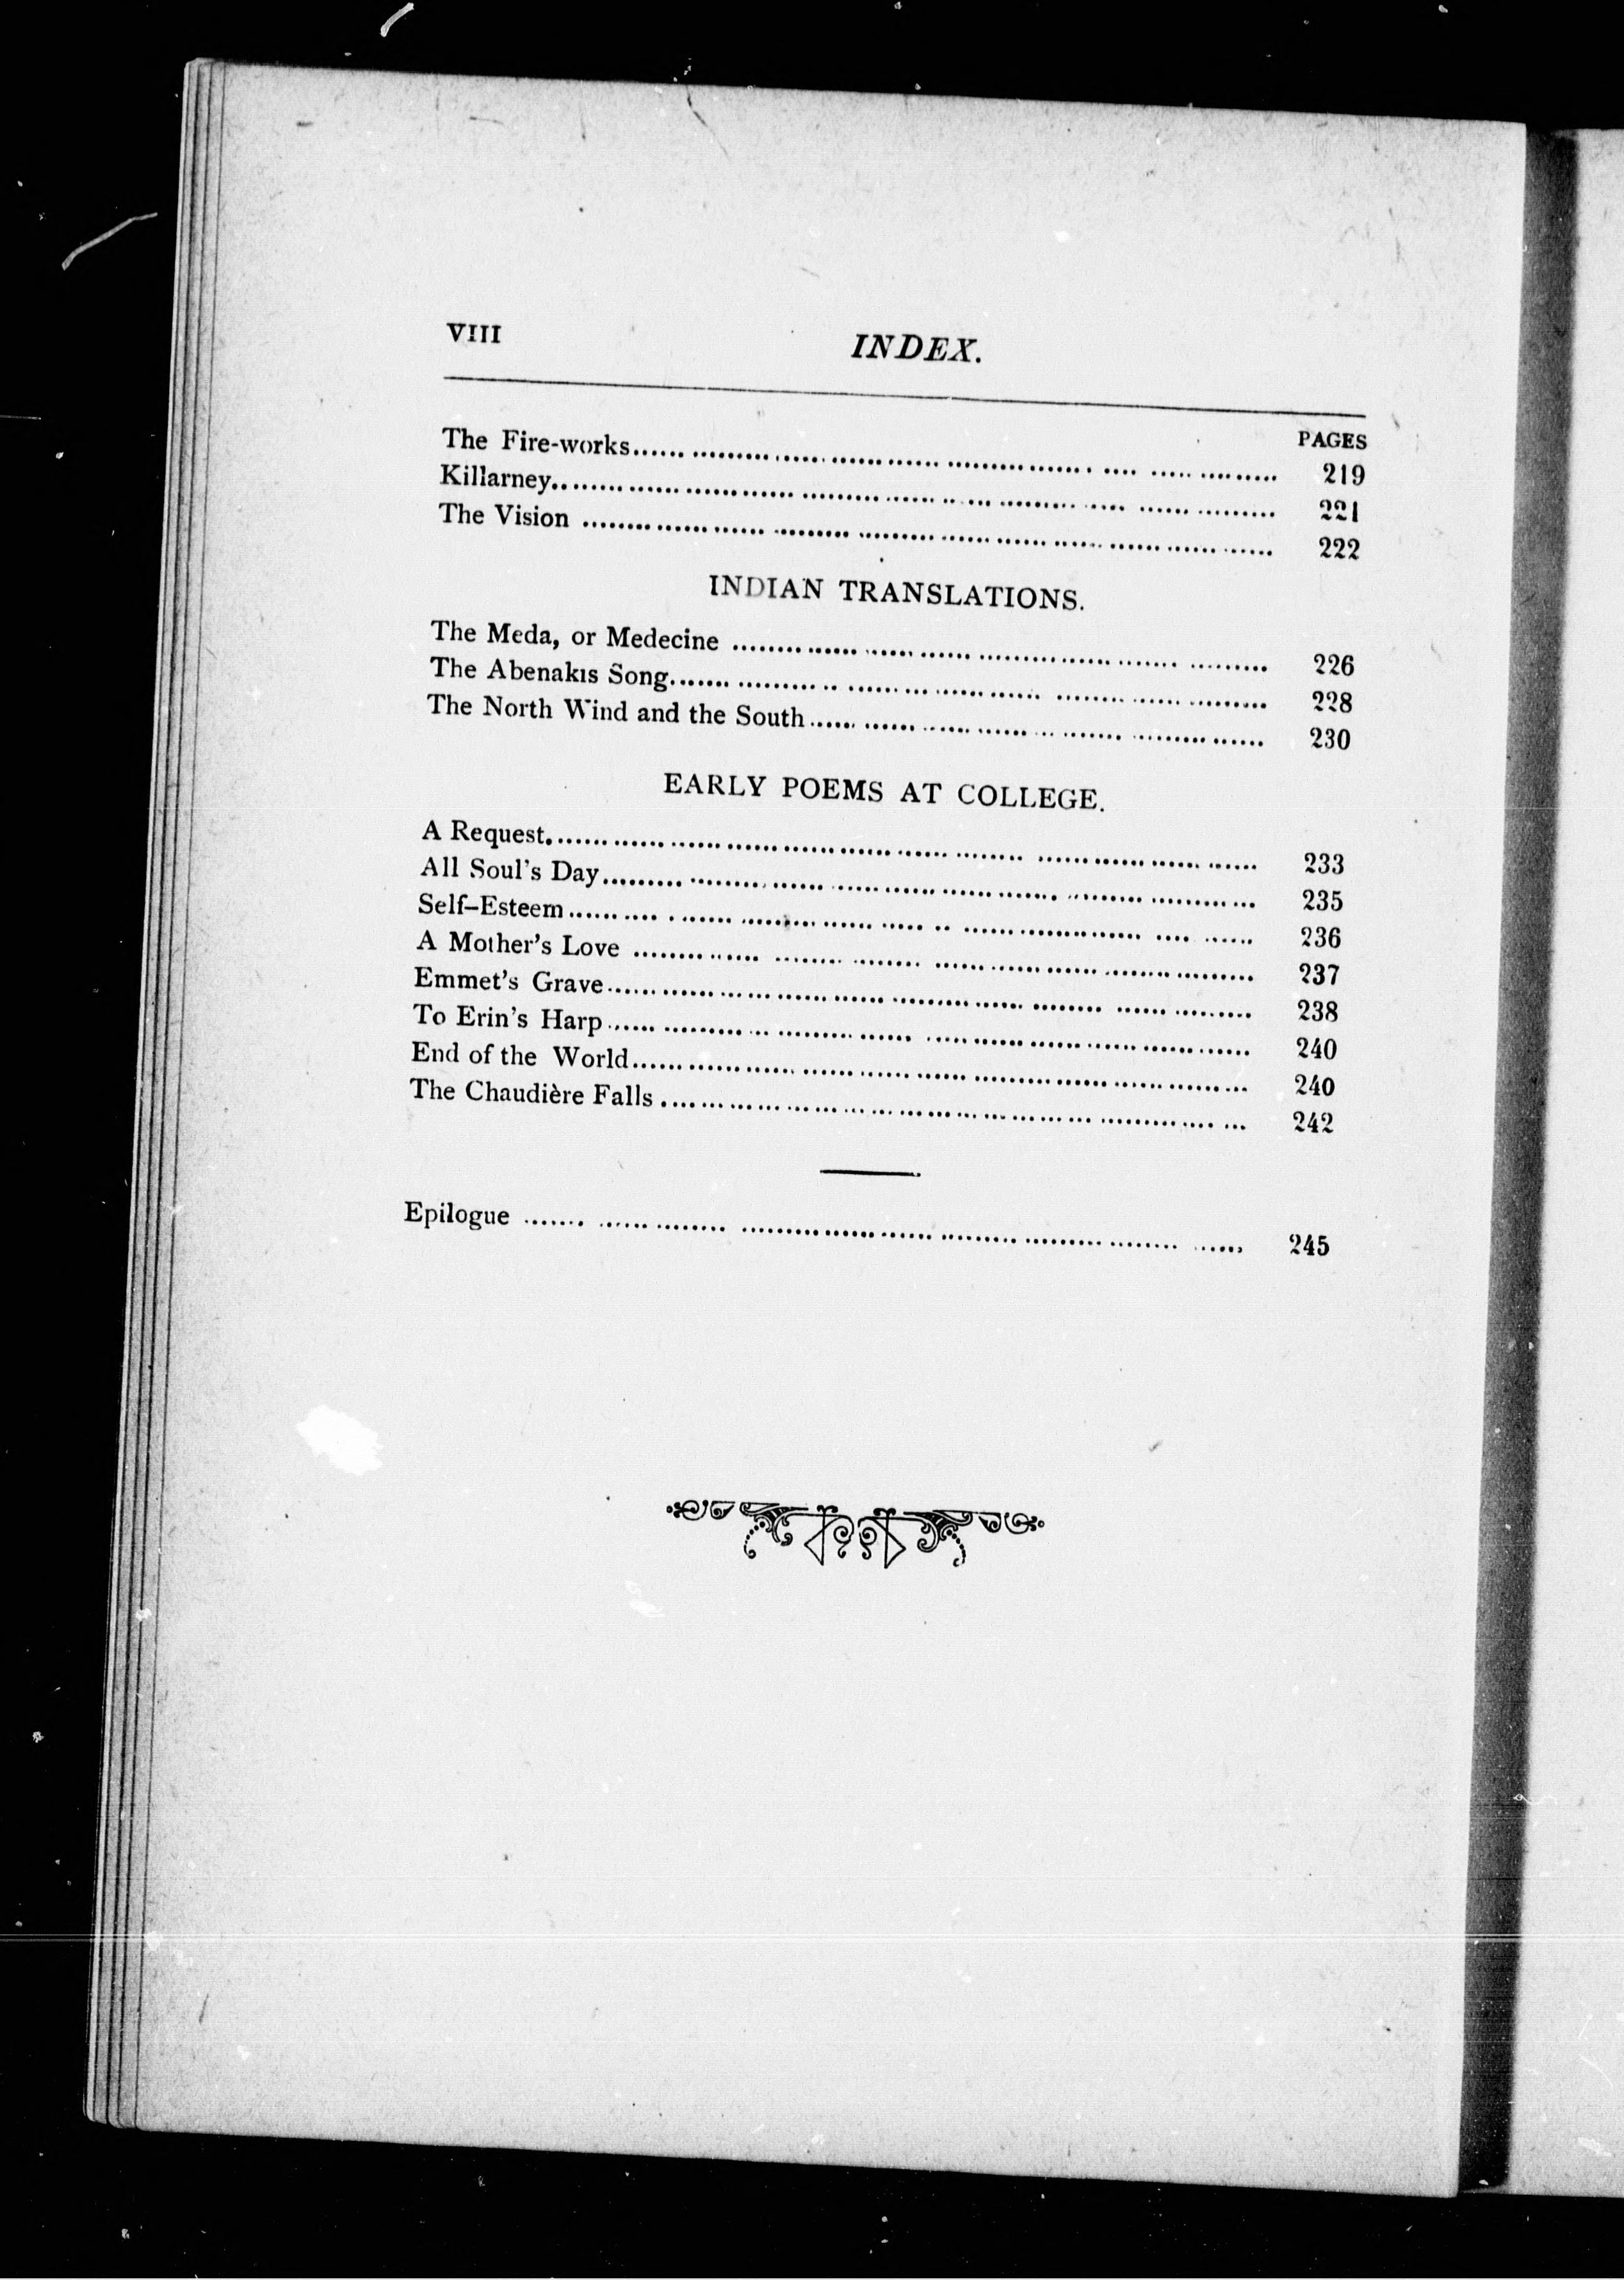 VIII INDEX.
PAGES
The Fire-works 219
Killarney 221
The Vision 222
INDIAN TRANSLATIONS.
The Meda, or Medecine 226
The Abenakis Song 228
The North Wind and the South 230
EARLY POEMS AT COLLEGE.
A Request 233
All Soul's Day 235
Self-Esteem 236
A Mother's Love 237
Emmet's Grave 238
To Erin's Harp 240
End of the World 240
The Chaudière Falls 242
Epilogue 245